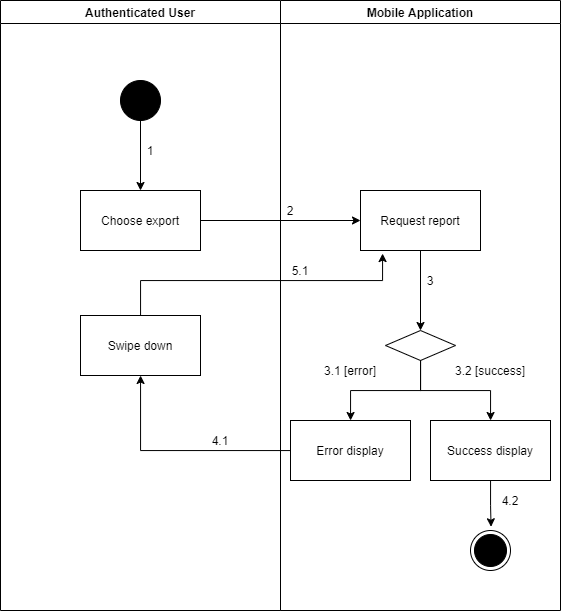 Authenticated User
Mobile Application
1
Choose export
2
Request report
5.1
3
Swipe down
3.1 [error]
3.2 [success]
4.1
Error display
Success display
4.2